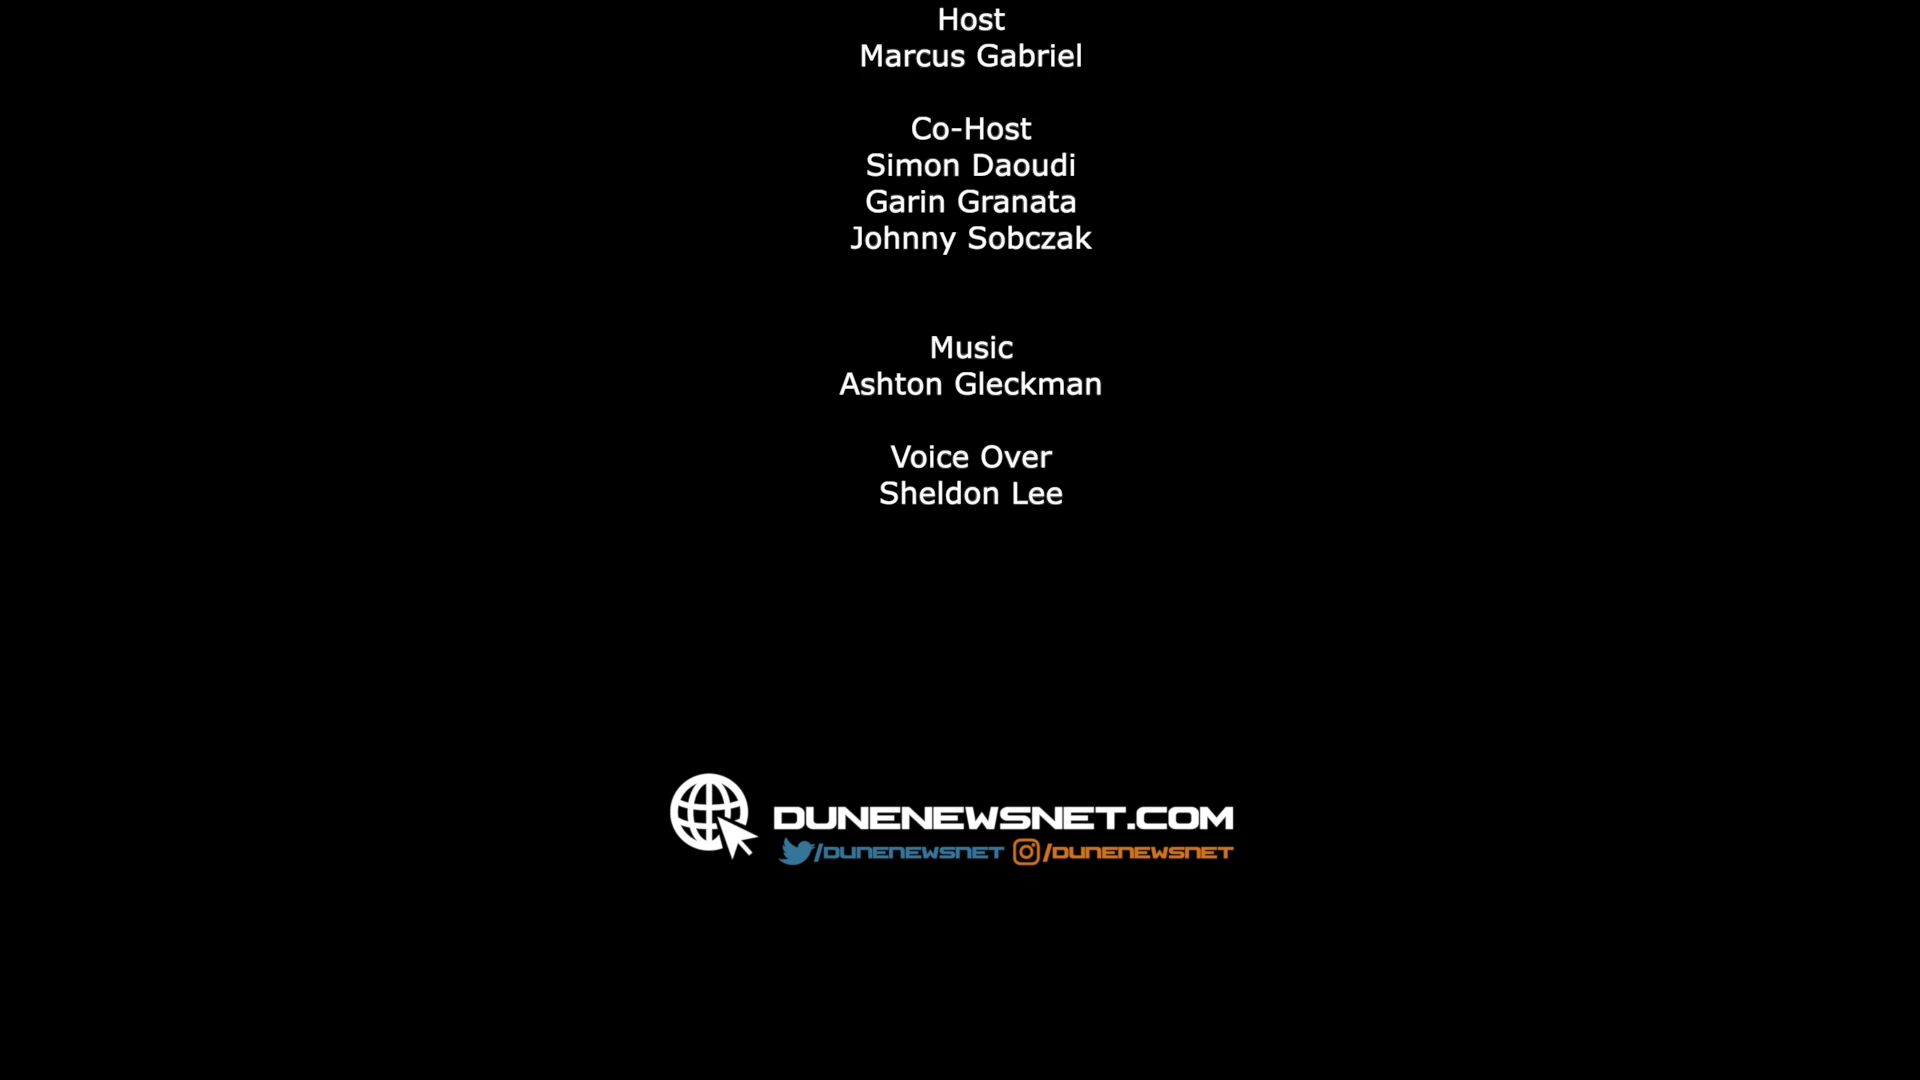 Host
Marcus Gabriel
Co-Host
Simon Daoudi
Garin Granata
Johnny Sobczak
Music
Ashton Gleckman
Voice Over
Sheldon Lee
DUNENEWSNET.COM
/DUNENEWSNET /DUNENEWSNET